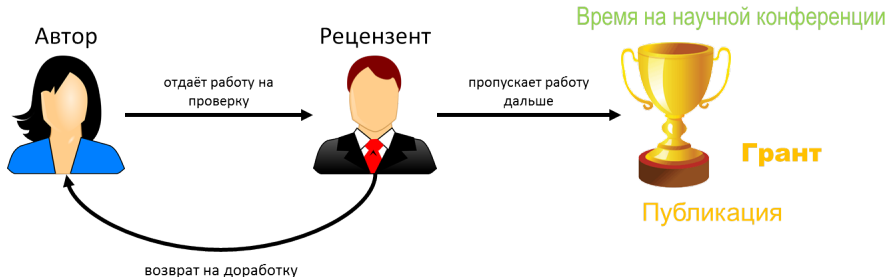 Время на научной конференции
Автор
Рецензент
отдаёт работу на
проверку
пропускает работу
дальше
Грант
Публикация
возврат на доработку